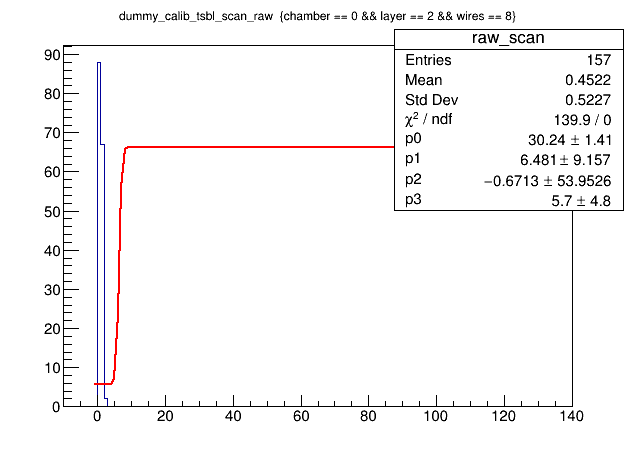 dummy_calib_tsbl_scan_raw {chamber == 0 && layer == 2 && wires == 8}
raw_scan
Entries 157
Mean 0.4522
Std Dev 0.5227
χ² / ndf 139.9 / 0
p0 30.24 ± 1.41
p1 6.481 ± 9.157
p2 −0.6713 ± 53.9526
p3 5.7 ± 4.8
90
80
70
60
50
40
30
20
10
0
0 20 40 60 80 100 120 140